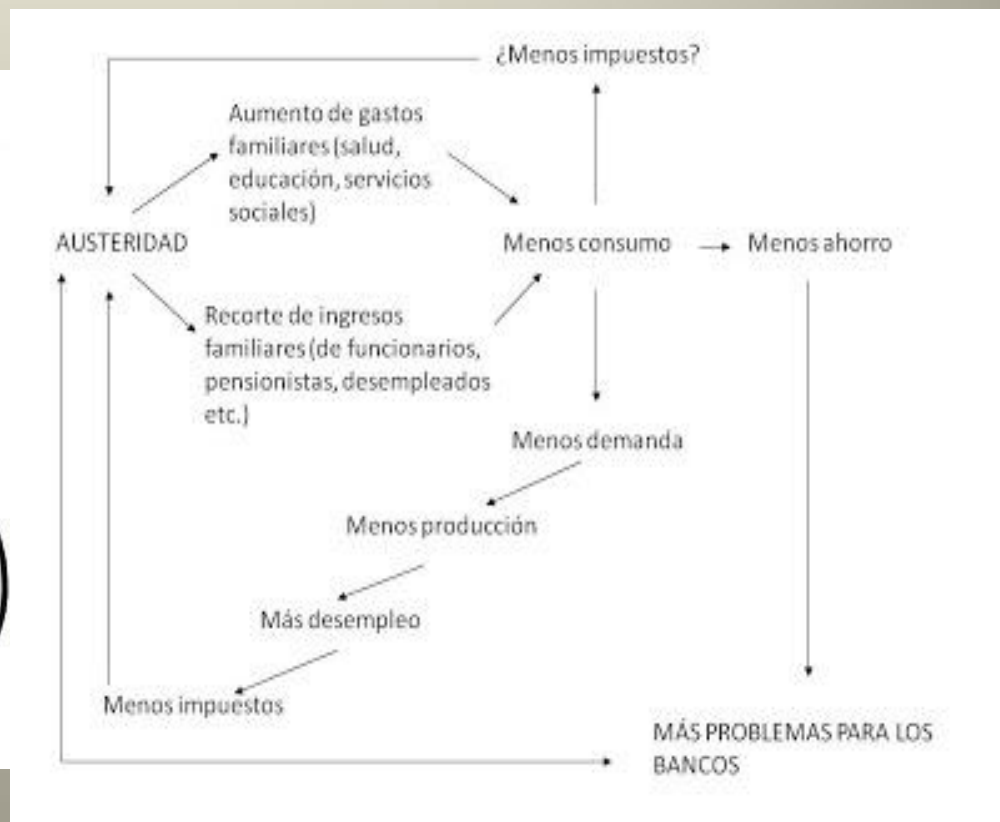 ¿Menos impuestos?
Aumento de gastos
familiares (salud,
educación, servicios
sociales)
AUSTERIDAD
Menos consumo
Menos ahorro
Recorte de ingresos
familiares (de funcionarios,
pensionistas, desempleados
etc.)
Menos demanda
Menos producción
Más desempleo
Menos impuestos
MÁS PROBLEMAS PARA LOS
BANCOS